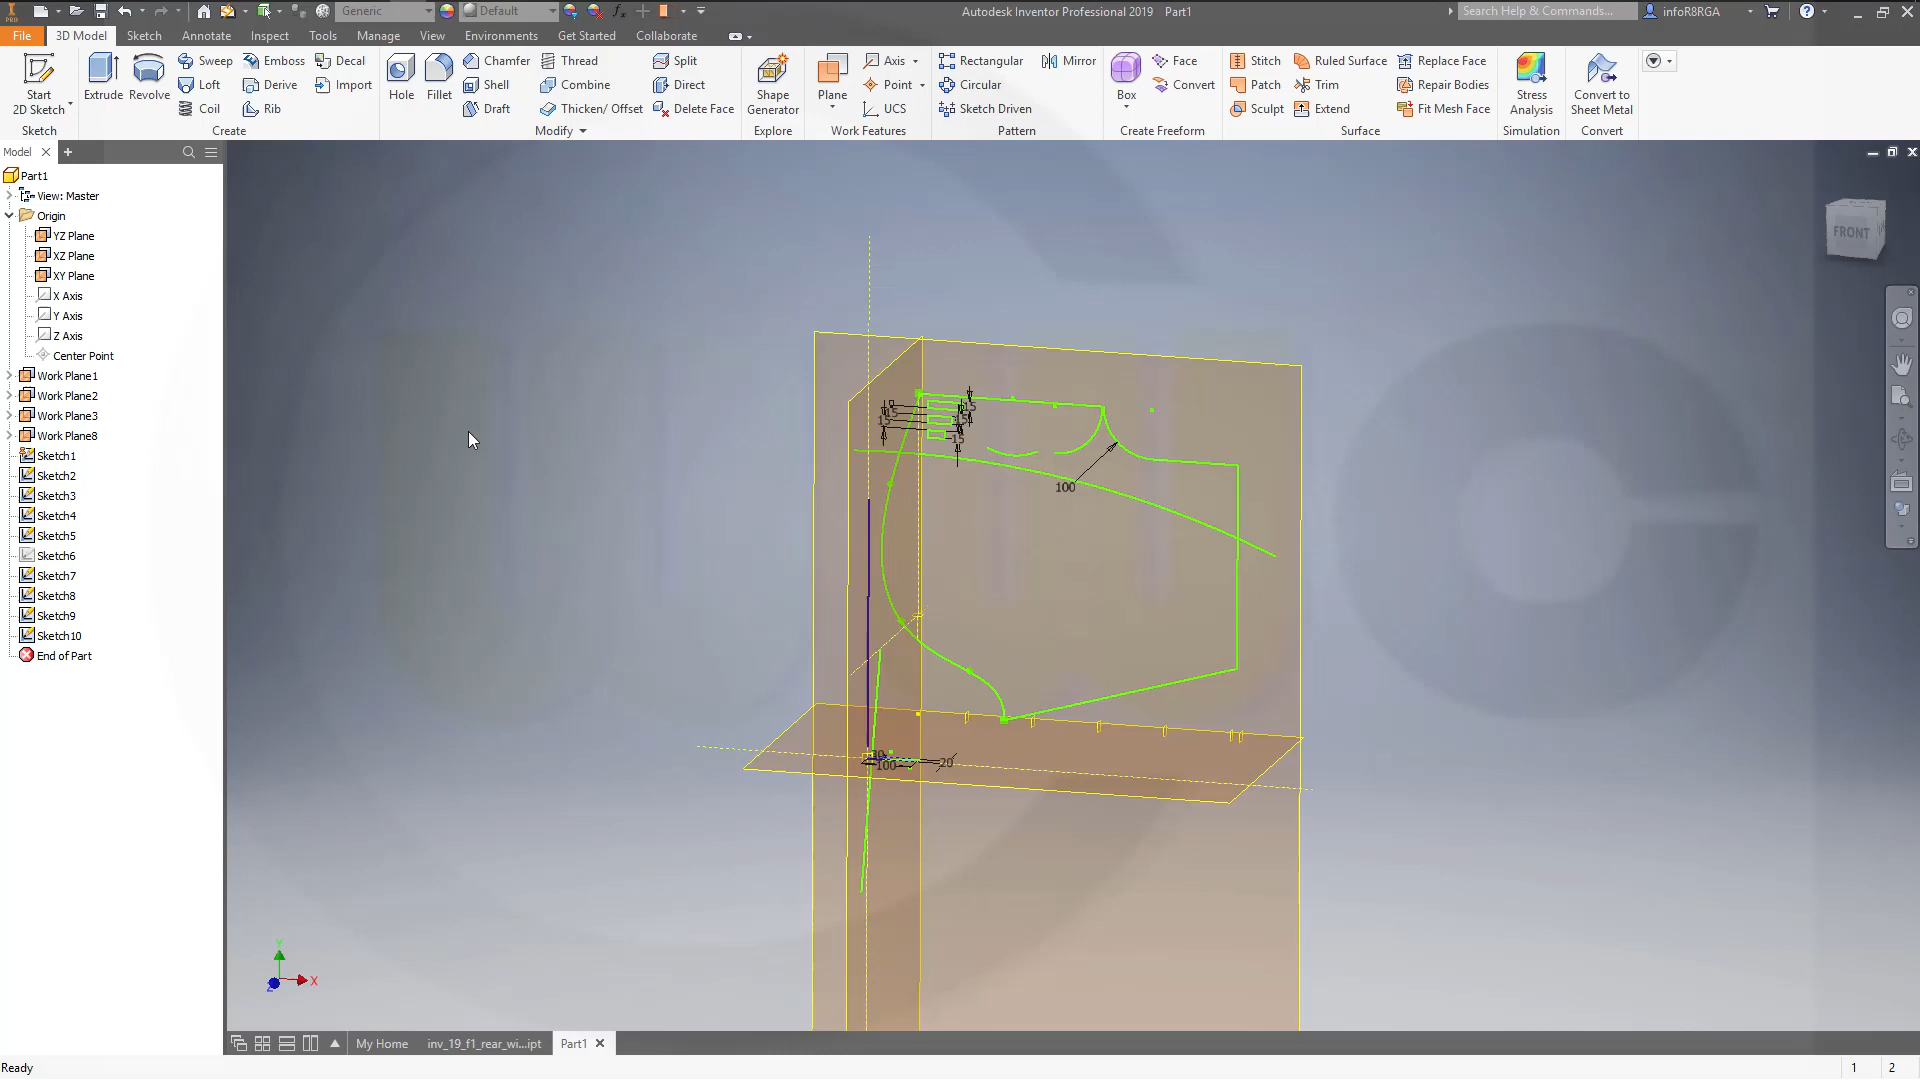 Generic
Default
Autodesk Inventor Professional 2019 Part1
Search Help & Commands...
infoR8RGA
PRO
File
3D Model
Sketch
Annotate
Inspect
Tools
Manage
View
Environments
Get Started
Collaborate
Start
2D Sketch
Sketch
Extrude
Revolve
Sweep
Loft
Coil
Emboss
Derive
Rib
Decal
Import
Create
Hole
Fillet
Chamfer
Shell
Draft
Thread
Combine
Thicken/ Offset
Split
Direct
Delete Face
Modify
Shape
Generator
Explore
Plane
Axis
Point
UCS
Work Features
Rectangular
Circular
Sketch Driven
Mirror
Pattern
Box
Face
Convert
Create Freeform
Stitch
Patch
Sculpt
Ruled Surface
Trim
Extend
Replace Face
Repair Bodies
Fit Mesh Face
Surface
Stress
Analysis
Simulation
Convert to
Sheet Metal
Convert
Model
Part1
View: Master
Origin
YZ Plane
XZ Plane
XY Plane
X Axis
Y Axis
Z Axis
Center Point
Work Plane1
Work Plane2
Work Plane3
Work Plane8
Sketch1
Sketch2
Sketch3
Sketch4
Sketch5
Sketch6
Sketch7
Sketch8
Sketch9
Sketch10
End of Part
FRONT
15
15
15
15
15
100
100
20
Y
X
Z
My Home
inv_19_f1_rear_wi...ipt
Part1
Ready
1
2